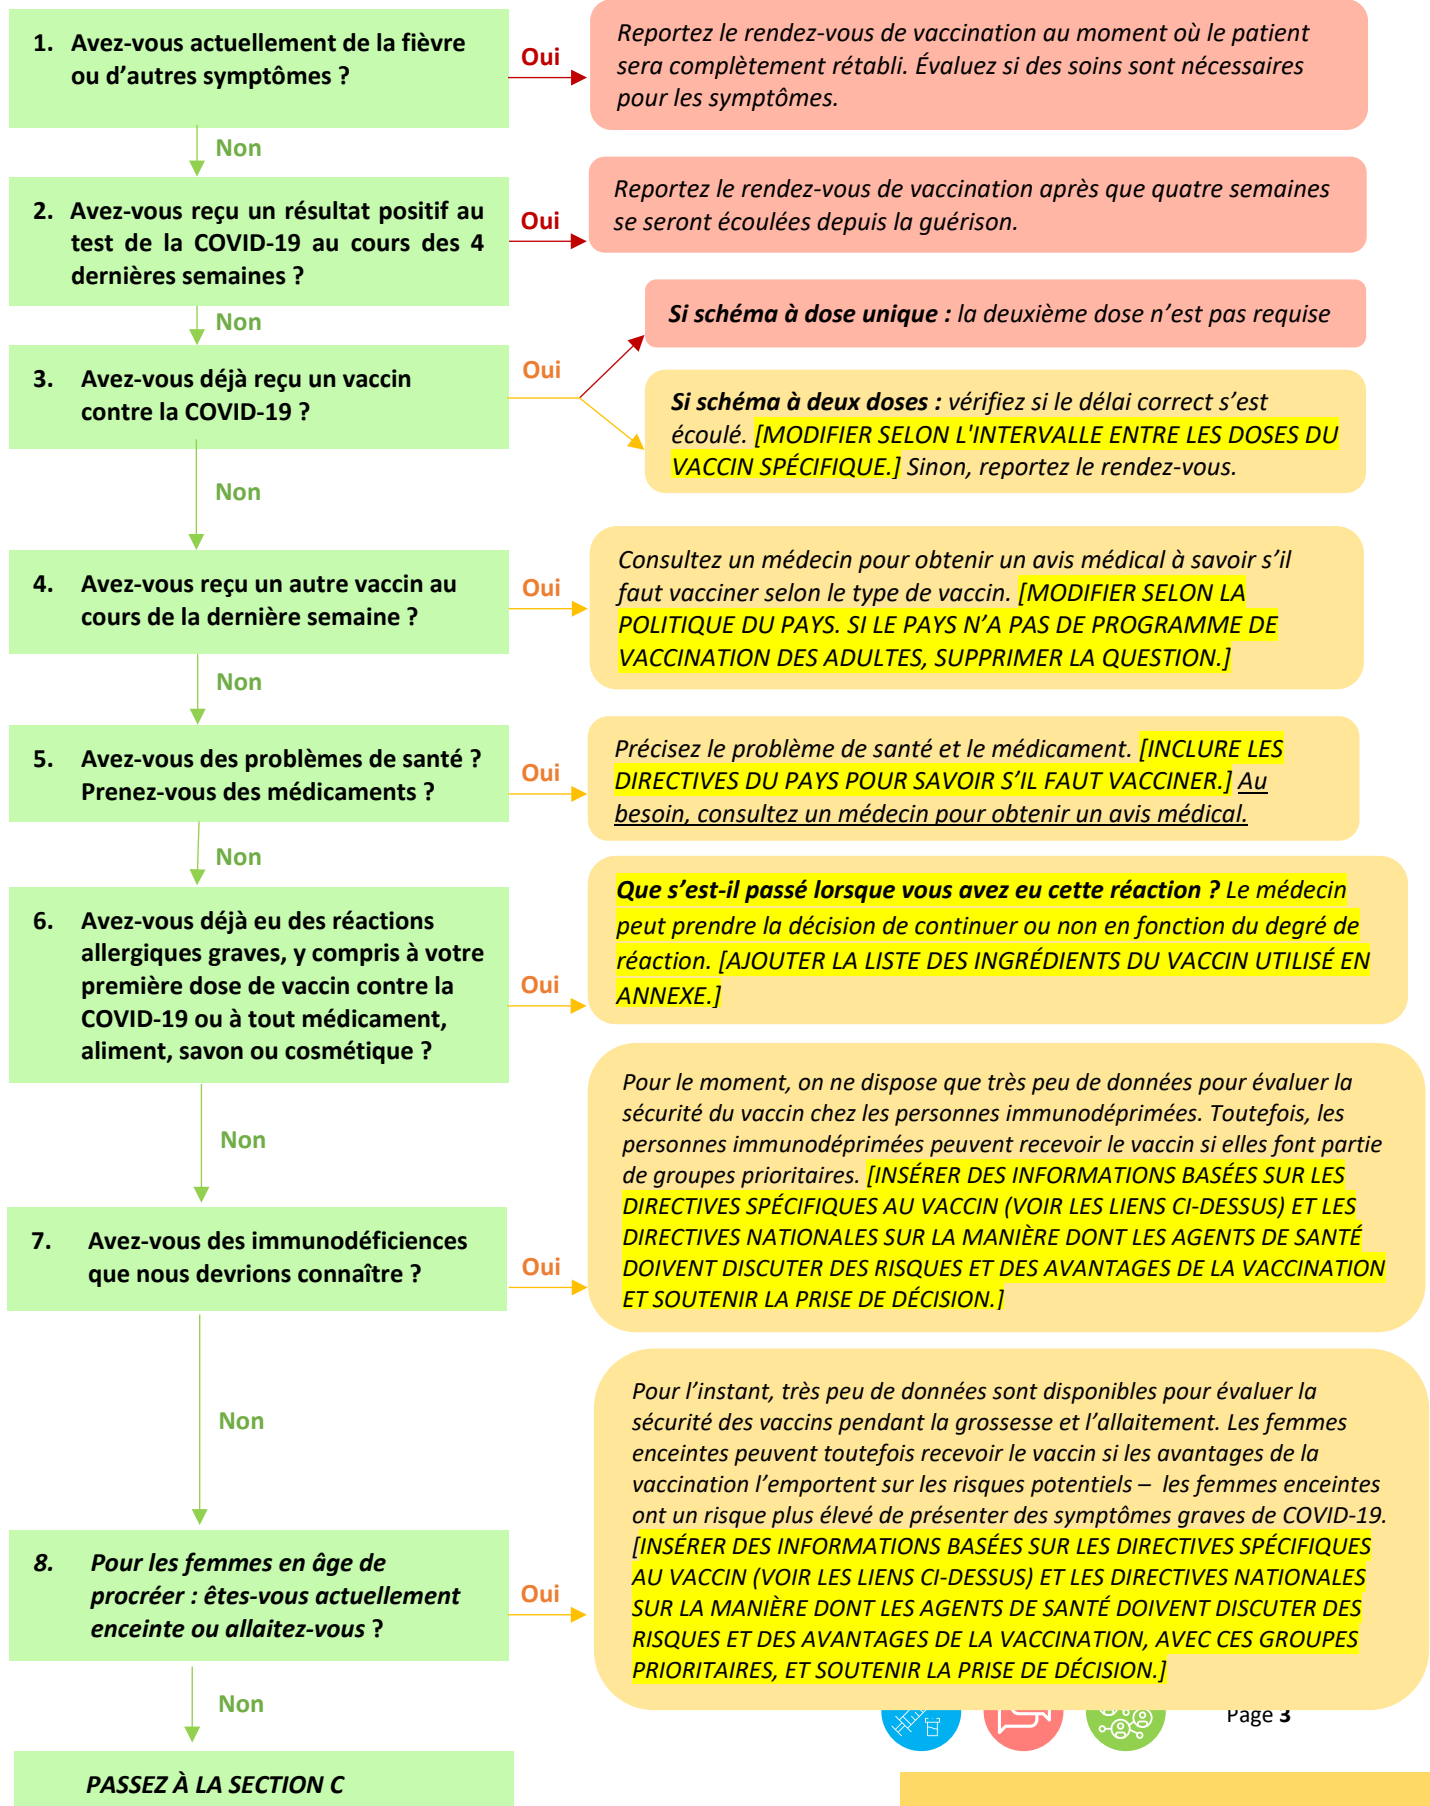 1. Avez-vous actuellement de la fièvre
ou d’autres symptômes ?
Oui
Reportez le rendez-vous de vaccination au moment où le patient
sera complètement rétabli. Évaluez si des soins sont nécessaires
pour les symptômes.
Non
2. Avez-vous reçu un résultat positif au
test de la COVID-19 au cours des 4
dernières semaines ?
Oui
Reportez le rendez-vous de vaccination après que quatre semaines
se seront écoulées depuis la guérison.
Non
3. Avez-vous déjà reçu un vaccin
contre la COVID-19 ?
Oui
Si schéma à dose unique : la deuxième dose n’est pas requise
Si schéma à deux doses : vérifiez si le délai correct s’est
écoulé. [MODIFIER SELON L'INTERVALLE ENTRE LES DOSES DU
VACCIN SPÉCIFIQUE.] Sinon, reportez le rendez-vous.
Non
4. Avez-vous reçu un autre vaccin au
cours de la dernière semaine ?
Oui
Consultez un médecin pour obtenir un avis médical à savoir s’il
faut vacciner selon le type de vaccin. [MODIFIER SELON LA
POLITIQUE DU PAYS. SI LE PAYS N’A PAS DE PROGRAMME DE
VACCINATION DES ADULTES, SUPPRIMER LA QUESTION.]
Non
5. Avez-vous des problèmes de santé ?
Prenez-vous des médicaments ?
Oui
Précisez le problème de santé et le médicament. [INCLURE LES
DIRECTIVES DU PAYS POUR SAVOIR S’IL FAUT VACCINER.] Au
besoin, consultez un médecin pour obtenir un avis médical.
Non
6. Avez-vous déjà eu des réactions
allergiques graves, y compris à votre
première dose de vaccin contre la
COVID-19 ou à tout médicament,
aliment, savon ou cosmétique ?
Oui
Que s’est-il passé lorsque vous avez eu cette réaction ? Le médecin
peut prendre la décision de continuer ou non en fonction du degré de
réaction. [AJOUTER LA LISTE DES INGRÉDIENTS DU VACCIN UTILISÉ EN
ANNEXE.]
Non
7. Avez-vous des immunodéficiences
que nous devrions connaître ?
Oui
Pour le moment, on ne dispose que très peu de données pour évaluer la
sécurité du vaccin chez les personnes immunodéprimées. Toutefois, les
personnes immunodéprimées peuvent recevoir le vaccin si elles font partie
de groupes prioritaires. [INSÉRER DES INFORMATIONS BASÉES SUR LES
DIRECTIVES SPÉCIFIQUES AU VACCIN (VOIR LES LIENS CI-DESSUS) ET LES
DIRECTIVES NATIONALES SUR LA MANIÈRE DONT LES AGENTS DE SANTÉ
DOIVENT DISCUTER DES RISQUES ET DES AVANTAGES DE LA VACCINATION
ET SOUTENIR LA PRISE DE DÉCISION.]
Non
8. Pour les femmes en âge de
procréer : êtes-vous actuellement
enceinte ou allaitez-vous ?
Oui
Pour l’instant, très peu de données sont disponibles pour évaluer la
sécurité des vaccins pendant la grossesse et l’allaitement. Les femmes
enceintes peuvent toutefois recevoir le vaccin si les avantages de la
vaccination l’emportent sur les risques potentiels – les femmes enceintes
ont un risque plus élevé de présenter des symptômes graves de COVID-19.
[INSÉRER DES INFORMATIONS BASÉES SUR LES DIRECTIVES SPÉCIFIQUES
AU VACCIN (VOIR LES LIENS CI-DESSUS) ET LES DIRECTIVES NATIONALES
SUR LA MANIÈRE DONT LES AGENTS DE SANTÉ DOIVENT DISCUTER DES
RISQUES ET DES AVANTAGES DE LA VACCINATION, AVEC CES GROUPES
PRIORITAIRES, ET SOUTENIR LA PRISE DE DÉCISION.]
Non
Page 3
PASSEZ À LA SECTION C